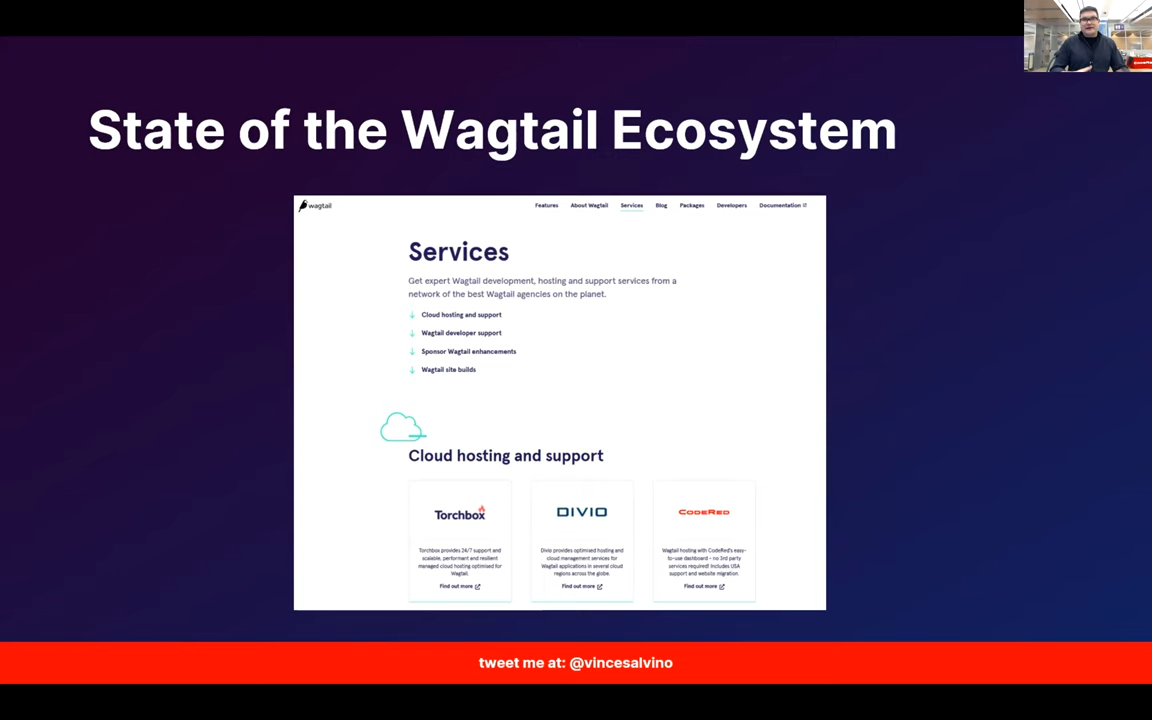 State of the Wagtail Ecosystem
wagtail
Features
About Wagtail
Services
Blog
Packages
Developers
Documentation
Services
Get expert Wagtail development, hosting and support services from a
network of the best Wagtail agencies on the planet.
Cloud hosting and support
Wagtail developer support
Sponsor Wagtail enhancements
Wagtail site builds
Cloud hosting and support
Torchbox
Torchbox provides 24/7 support and
scalable, performant and resilient
managed cloud hosting optimised for
Wagtail.
Find out more
DIVIO
Divio provides optimised hosting and
cloud management services for
Wagtail applications in several cloud
regions across the globe.
Find out more
CODERED
Wagtail hosting with CodeRed's easy-
to-use dashboard - no 3rd party
services required! Includes USA
support and website migration.
Find out more
tweet me at: @vincesalvino